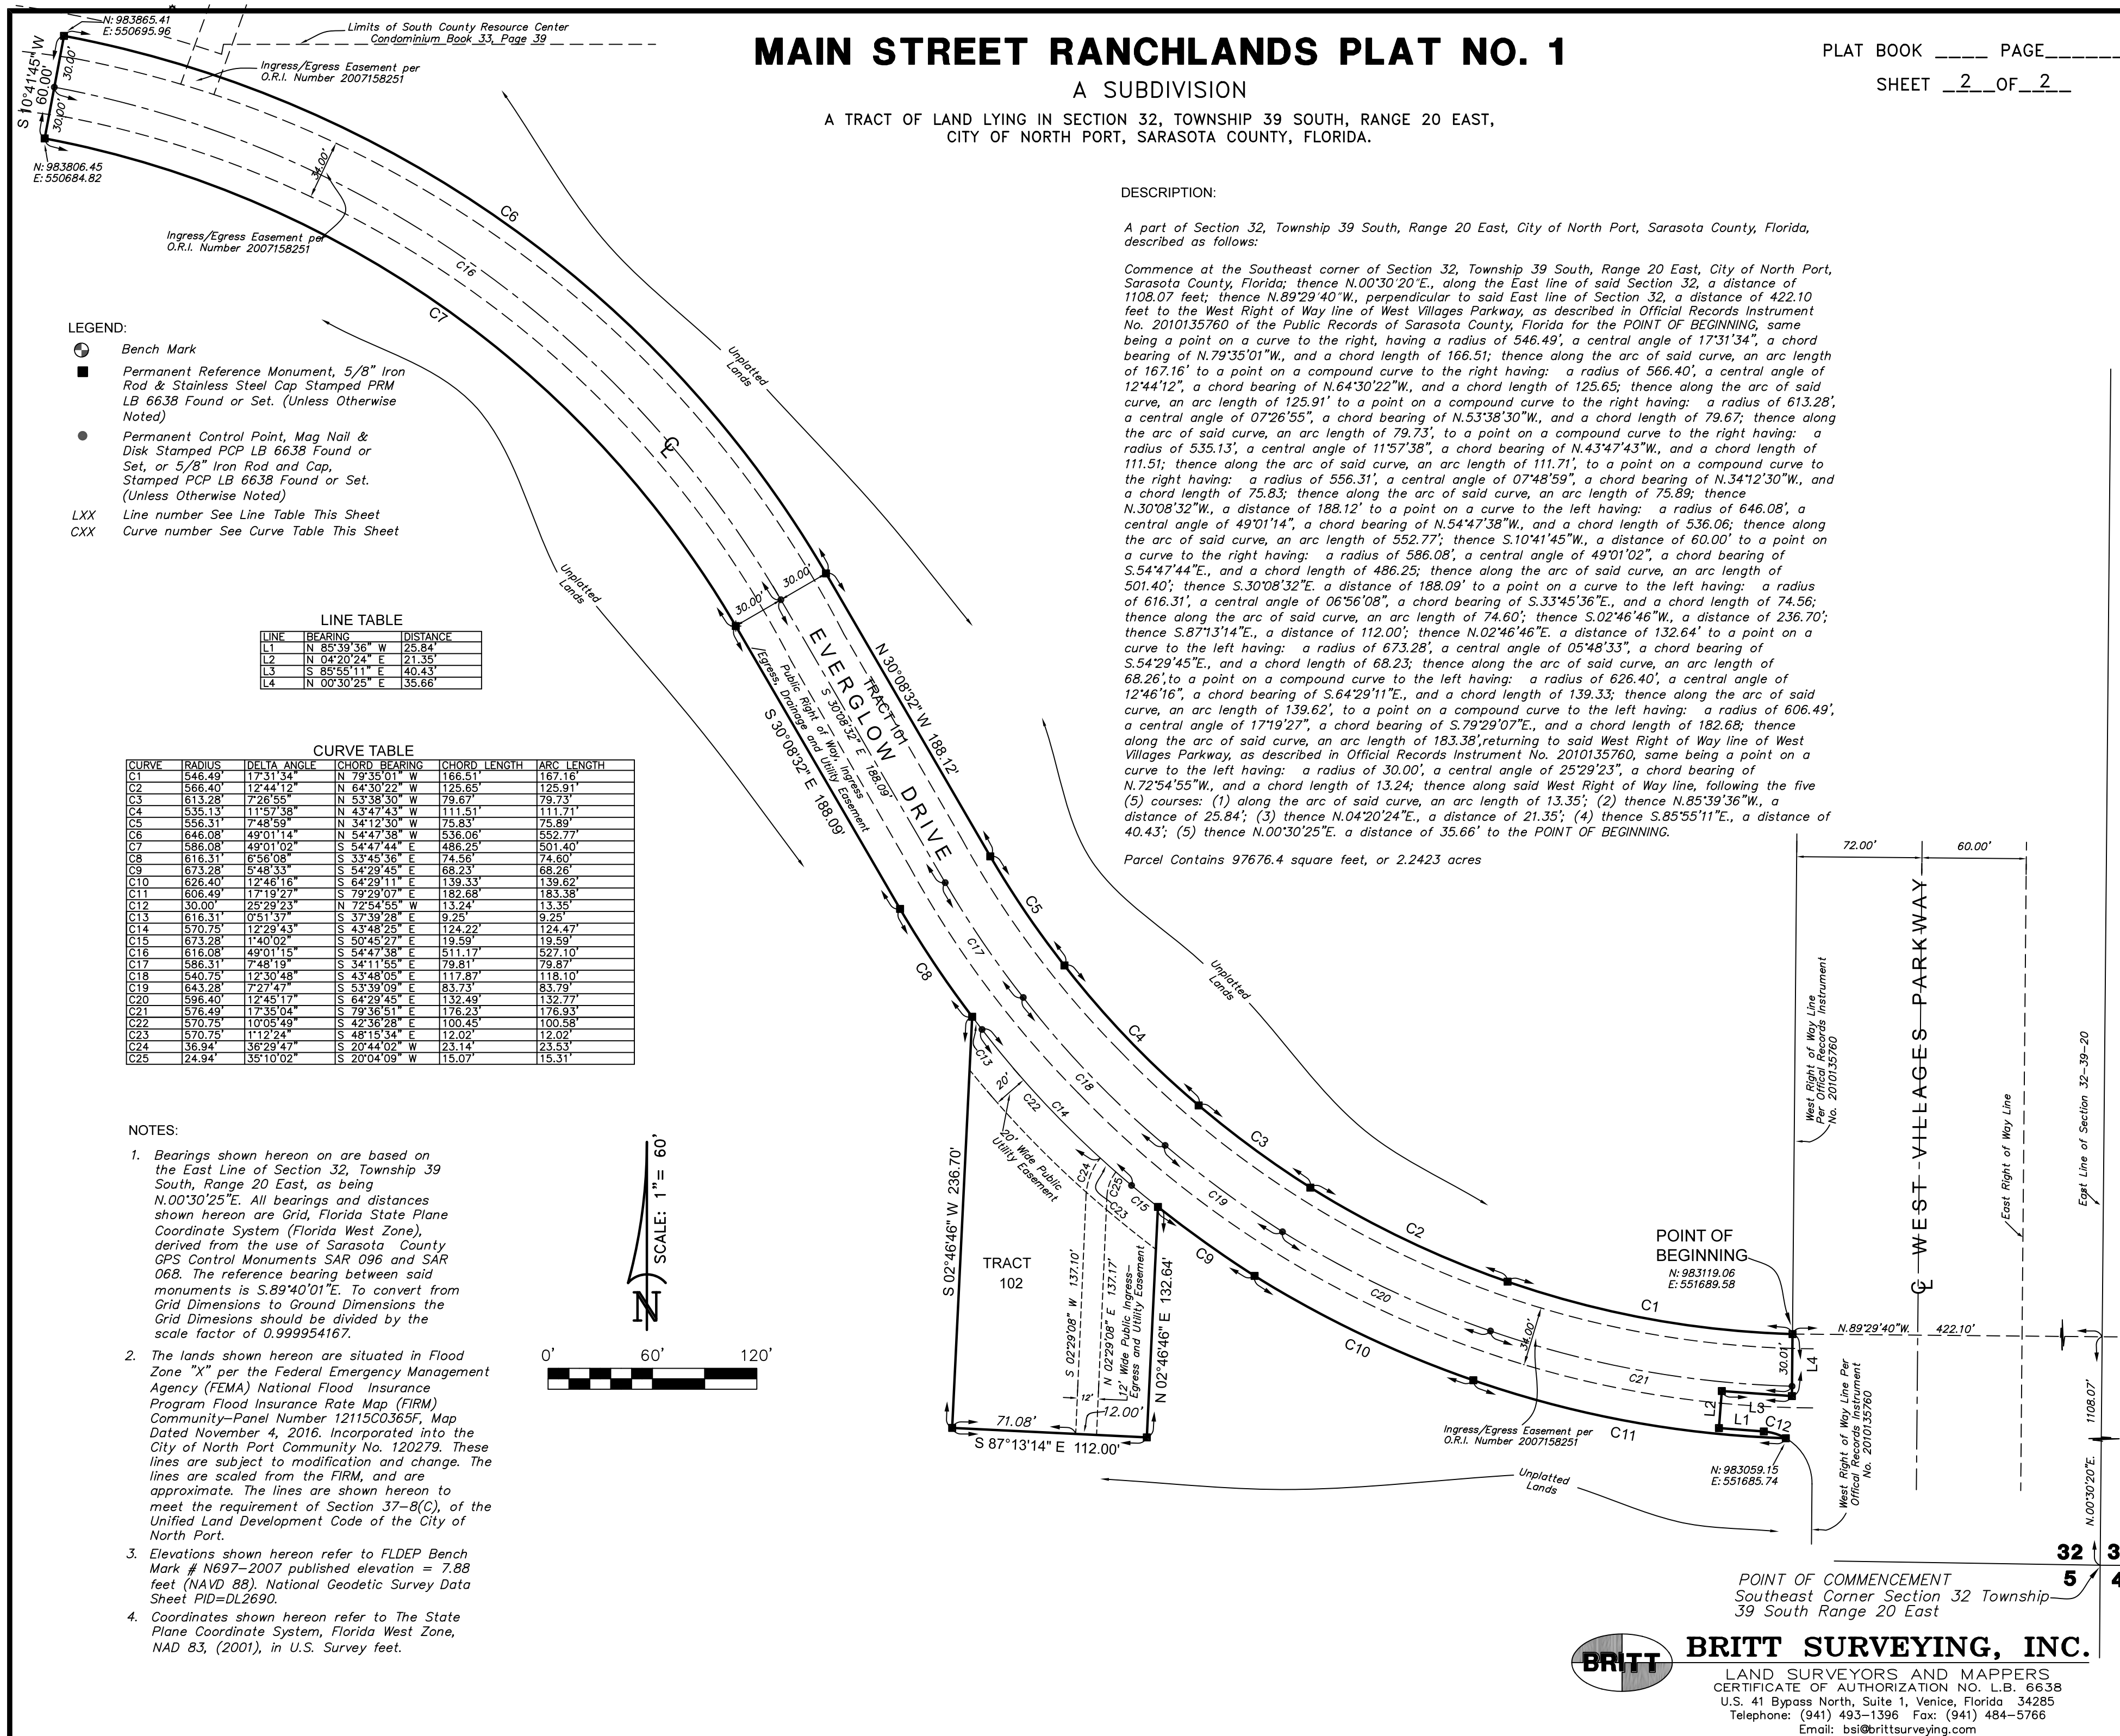 MAIN STREET RANCHLANDS PLAT NO. 1
A SUBDIVISION
A TRACT OF LAND LYING IN SECTION 32, TOWNSHIP 39 SOUTH, RANGE 20 EAST,
CITY OF NORTH PORT, SARASOTA COUNTY, FLORIDA.
PLAT BOOK ____ PAGE______
SHEET __2__OF__2__
N: 983865.41
E: 550695.96
S 10°41'45" W
60.00'
30.00'
30.00'
N: 983806.45
E: 550684.82
Limits of South County Resource Center
Condominium Book 33, Page 39
Ingress/Egress Easement per
O.R.I. Number 2007158251
34.00'
Ingress/Egress Easement per
O.R.I. Number 2007158251
C6
C16
C7
Unplatted
Lands
Unplatted
Lands
LEGEND:
Bench Mark
Permanent Reference Monument, 5/8" Iron
Rod & Stainless Steel Cap Stamped PRM
LB 6638 Found or Set. (Unless Otherwise
Noted)
Permanent Control Point, Mag Nail &
Disk Stamped PCP LB 6638 Found or
Set, or 5/8" Iron Rod and Cap,
Stamped PCP LB 6638 Found or Set.
(Unless Otherwise Noted)
LXX Line number See Line Table This Sheet
CXX Curve number See Curve Table This Sheet
LINE TABLE
LINE BEARING DISTANCE
L1 N 85°39'36" W 25.84'
L2 N 04°20'24" E 21.35'
L3 S 85°55'11" E 40.43'
L4 N 00°30'25" E 35.66'
CURVE TABLE
CURVE RADIUS DELTA ANGLE CHORD BEARING CHORD LENGTH ARC LENGTH
C1 546.49' 17°31'34" N 79°35'01" W 166.51' 167.16'
C2 566.40' 12°44'12" N 64°30'22" W 125.65' 125.91'
C3 613.28' 7°26'55" N 53°38'30" W 79.67' 79.73'
C4 535.13' 11°57'38" N 43°47'43" W 111.51' 111.71'
C5 556.31' 7°48'59" N 34°12'30" W 75.83' 75.89'
C6 646.08' 49°01'14" N 54°47'38" W 536.06' 552.77'
C7 586.08' 49°01'02" S 54°47'44" E 486.25' 501.40'
C8 616.31' 6°56'08" S 33°45'36" E 74.56' 74.60'
C9 673.28' 5°48'33" S 54°29'45" E 68.23' 68.26'
C10 626.40' 12°46'16" S 64°29'11" E 139.33' 139.62'
C11 606.49' 17°19'27" S 79°29'07" E 182.68' 183.38'
C12 30.00' 25°29'23" N 72°54'55" W 13.24' 13.35'
C13 616.31' 0°51'37" S 37°39'28" E 9.25' 9.25'
C14 570.75' 12°29'43" S 43°48'25" E 124.22' 124.47'
C15 673.28' 1°40'02" S 50°45'27" E 19.59' 19.59'
C16 616.08' 49°01'15" S 54°47'38" E 511.17' 527.10'
C17 586.31' 7°48'19" S 34°11'55" E 79.81' 79.87'
C18 540.75' 12°30'48" S 43°48'05" E 117.87' 118.10'
C19 643.28' 7°27'47" S 53°39'09" E 83.73' 83.79'
C20 596.40' 12°45'17" S 64°29'45" E 132.49' 132.77'
C21 576.49' 17°35'04" S 79°36'51" E 176.23' 176.93'
C22 570.75' 10°05'49" S 42°36'28" E 100.45' 100.58'
C23 570.75' 1°12'24" S 48°15'34" E 12.02' 12.02'
C24 36.94' 36°29'47" S 20°44'02" W 23.14' 23.53'
C25 24.94' 35°10'02" S 20°04'09" W 15.07' 15.31'
NOTES:
1. Bearings shown hereon on are based on
the East Line of Section 32, Township 39
South, Range 20 East, as being
N.00°30'25"E. All bearings and distances
shown hereon are Grid, Florida State Plane
Coordinate System (Florida West Zone),
derived from the use of Sarasota County
GPS Control Monuments SAR 096 and SAR
068. The reference bearing between said
monuments is S.89°40'01"E. To convert from
Grid Dimensions to Ground Dimensions the
Grid Dimesions should be divided by the
scale factor of 0.999954167.
2. The lands shown hereon are situated in Flood
Zone "X" per the Federal Emergency Management
Agency (FEMA) National Flood Insurance
Program Flood Insurance Rate Map (FIRM)
Community-Panel Number 12115C0365F, Map
Dated November 4, 2016. Incorporated into the
City of North Port Community No. 120279. These
lines are subject to modification and change. The
lines are scaled from the FIRM, and are
approximate. The lines are shown hereon to
meet the requirement of Section 37-8(C), of the
Unified Land Development Code of the City of
North Port.
3. Elevations shown hereon refer to FLDEP Bench
Mark # N697-2007 published elevation = 7.88
feet (NAVD 88). National Geodetic Survey Data
Sheet PID=DL2690.
4. Coordinates shown hereon refer to The State
Plane Coordinate System, Florida West Zone,
NAD 83, (2001), in U.S. Survey feet.
SCALE: 1"= 60'
N
0' 60' 120'
DESCRIPTION:
A part of Section 32, Township 39 South, Range 20 East, City of North Port, Sarasota County, Florida,
described as follows:
Commence at the Southeast corner of Section 32, Township 39 South, Range 20 East, City of North Port,
Sarasota County, Florida; thence N.00°30'20"E., along the East line of said Section 32, a distance of
1108.07 feet; thence N.89°29'40"W., perpendicular to said East line of Section 32, a distance of 422.10
feet to the West Right of Way line of West Villages Parkway, as described in Official Records Instrument
No. 2010135760 of the Public Records of Sarasota County, Florida for the POINT OF BEGINNING, same
being a point on a curve to the right, having a radius of 546.49', a central angle of 17°31'34", a chord
bearing of N.79°35'01"W., and a chord length of 166.51; thence along the arc of said curve, an arc length
of 167.16' to a point on a compound curve to the right having: a radius of 566.40', a central angle of
12°44'12", a chord bearing of N.64°30'22"W., and a chord length of 125.65; thence along the arc of said
curve, an arc length of 125.91' to a point on a compound curve to the right having: a radius of 613.28',
a central angle of 07°26'55", a chord bearing of N.53°38'30"W., and a chord length of 79.67; thence along
the arc of said curve, an arc length of 79.73', to a point on a compound curve to the right having: a
radius of 535.13', a central angle of 11°57'38", a chord bearing of N.43°47'43"W., and a chord length of
111.51; thence along the arc of said curve, an arc length of 111.71', to a point on a compound curve to
the right having: a radius of 556.31', a central angle of 07°48'59", a chord bearing of N.34°12'30"W., and
a chord length of 75.83; thence along the arc of said curve, an arc length of 75.89; thence
N.30°08'32"W., a distance of 188.12' to a point on a curve to the left having: a radius of 646.08', a
central angle of 49°01'14", a chord bearing of N.54°47'38"W., and a chord length of 536.06; thence along
the arc of said curve, an arc length of 552.77'; thence S.10°41'45"W., a distance of 60.00' to a point on
a curve to the right having: a radius of 586.08', a central angle of 49°01'02", a chord bearing of
S.54°47'44"E., and a chord length of 486.25; thence along the arc of said curve, an arc length of
501.40'; thence S.30°08'32"E. a distance of 188.09' to a point on a curve to the left having: a radius
of 616.31', a central angle of 06°56'08", a chord bearing of S.33°45'36"E., and a chord length of 74.56;
thence along the arc of said curve, an arc length of 74.60'; thence S.02°46'46"W., a distance of 236.70';
thence S.87°13'14"E., a distance of 112.00'; thence N.02°46'46"E. a distance of 132.64' to a point on a
curve to the left having: a radius of 673.28', a central angle of 05°48'33", a chord bearing of
S.54°29'45"E., and a chord length of 68.23; thence along the arc of said curve, an arc length of
68.26',to a point on a compound curve to the left having: a radius of 626.40', a central angle of
12°46'16", a chord bearing of S.64°29'11"E., and a chord length of 139.33; thence along the arc of said
curve, an arc length of 139.62', to a point on a compound curve to the left having: a radius of 606.49',
a central angle of 17°19'27", a chord bearing of S.79°29'07"E., and a chord length of 182.68; thence
along the arc of said curve, an arc length of 183.38',returning to said West Right of Way line of West
Villages Parkway, as described in Official Records Instrument No. 2010135760, same being a point on a
curve to the left having: a radius of 30.00', a central angle of 25°29'23", a chord bearing of
N.72°54'55"W., and a chord length of 13.24; thence along said West Right of Way line, following the five
(5) courses: (1) along the arc of said curve, an arc length of 13.35'; (2) thence N.85°39'36"W., a
distance of 25.84'; (3) thence N.04°20'24"E., a distance of 21.35'; (4) thence S.85°55'11"E., a distance of
40.43'; (5) thence N.00°30'25"E. a distance of 35.66' to the POINT OF BEGINNING.
Parcel Contains 97676.4 square feet, or 2.2423 acres
30.00'
30.00'
EVERGLOW DRIVE
TRACT 101
N 30°08'32" W 188.12'
S 30°08'32" E 188.09'
Public Right of Way, Ingress
/Egress, Drainage and Utility Easement
S 30°08'32" E 188.09'
C5
C17
C8
C4
C18
C13
20'
C22
C14
20' Wide Public
Utility Easement
C24
C25
C23
C15
C3
C19
C2
C9
C20
C10
C1
C21
C11
Unplatted
Lands
S 02°46'46" W 236.70'
TRACT
102
S 02°29'08" W 137.10'
N 02°29'08" E 137.17'
12' Wide Public Ingress-
Egress and Utility Easement
N 02°46'46" E 132.64'
12'
12.00'
71.08'
S 87°13'14" E 112.00'
34.00'
Ingress/Egress Easement per
O.R.I. Number 2007158251
Unplatted
Lands
POINT OF
BEGINNING
N: 983119.06
E: 551689.58
30.01'
L4
L3
L2
L1
C12
N: 983059.15
E: 551685.74
72.00'
60.00'
West Right of Way Line
Per Offical Records Instrument
No. 2010135760
CL WEST VILLAGES PARKWAY
East Right of Way Line
East Line of Section 32-39-20
N.89°29'40"W. 422.10'
West Right of Way Line Per
Offical Records Instrument
No. 2010135760
N.00°30'20"E. 1108.07'
32 3
5 4
POINT OF COMMENCEMENT
Southeast Corner Section 32 Township
39 South Range 20 East
BRITT
BRITT SURVEYING, INC.
LAND SURVEYORS AND MAPPERS
CERTIFICATE OF AUTHORIZATION NO. L.B. 6638
U.S. 41 Bypass North, Suite 1, Venice, Florida 34285
Telephone: (941) 493-1396 Fax: (941) 484-5766
Email: bsi@brittsurveying.com